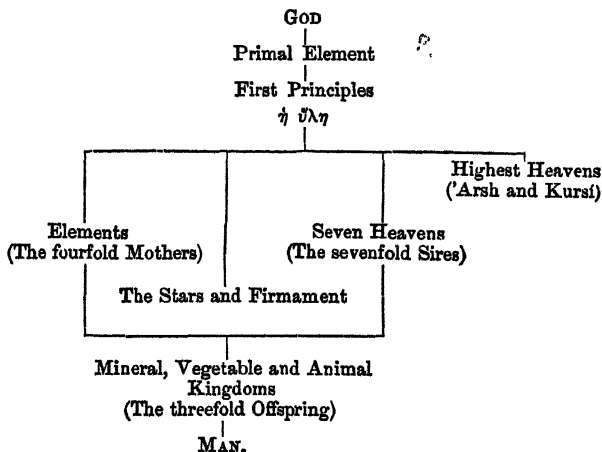 GOD
Primal Element
First Principles
ἡ ὕλη
Highest Heavens
('Arsh and Kursí)
Elements
(The fourfold Mothers)
Seven Heavens
(The sevenfold Sires)
The Stars and Firmament
Mineral, Vegetable and Animal
Kingdoms
(The threefold Offspring)
MAN.